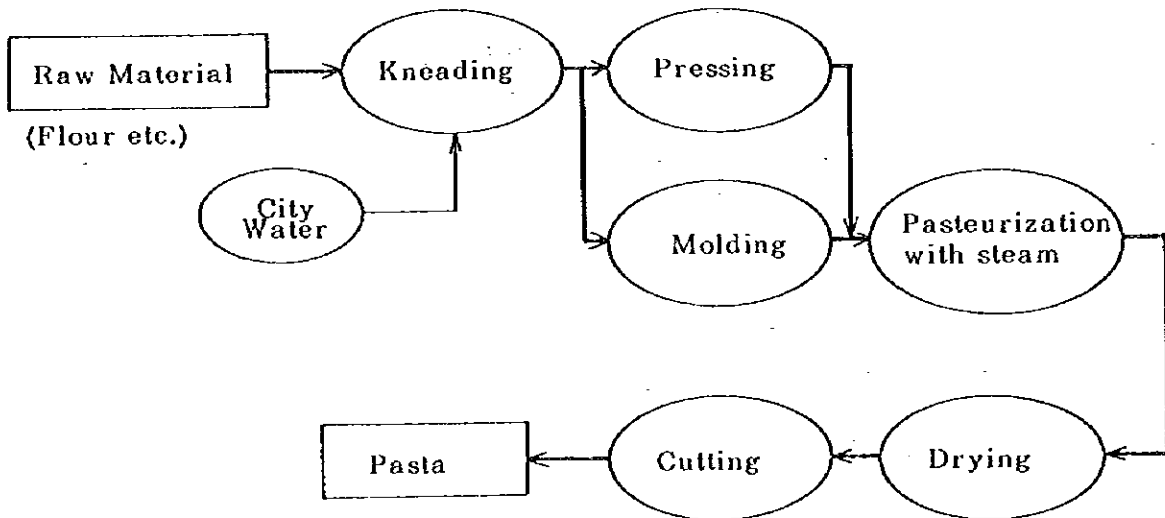 Raw Material
(Flour etc.)
Kneading
City
Water
Pressing
Molding
Pasteurization
with steam
Drying
Cutting
Pasta